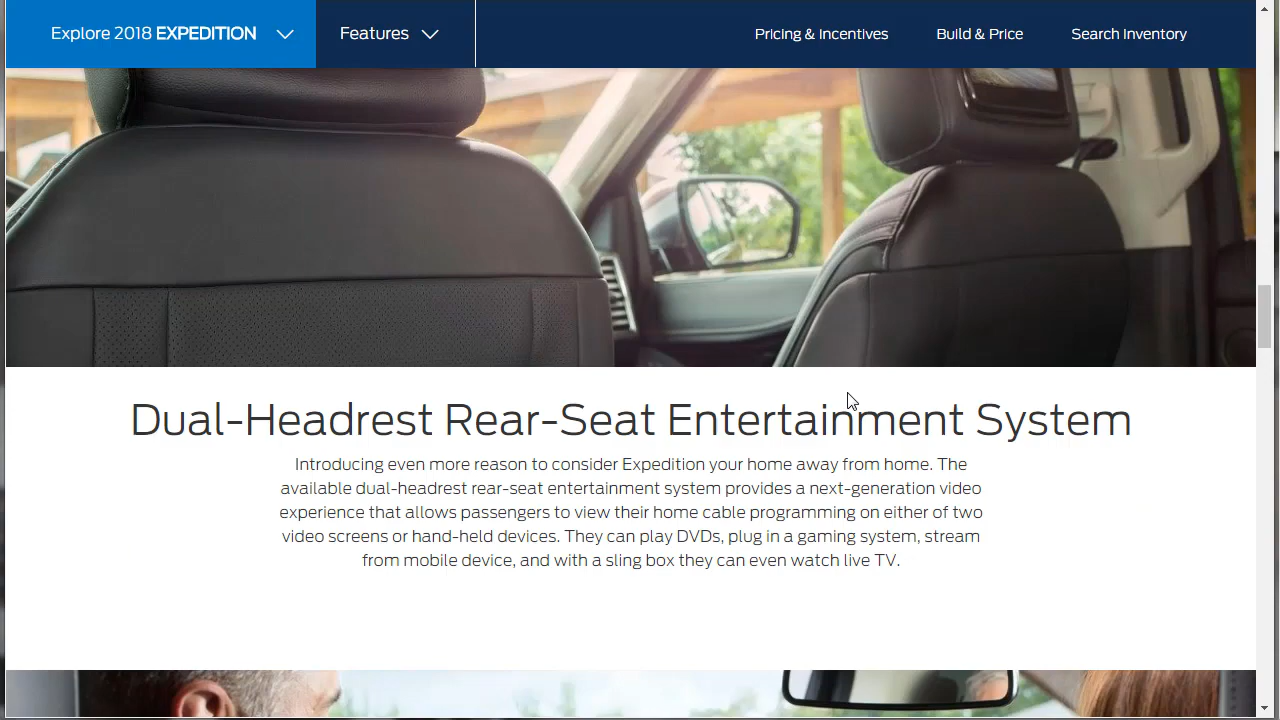 Explore 2018 EXPEDITION
Features
Pricing & Incentives
Build & Price
Search Inventory
Dual-Headrest Rear-Seat Entertainment System
Introducing even more reason to consider Expedition your home away from home. The
available dual-headrest rear-seat entertainment system provides a next-generation video
experience that allows passengers to view their home cable programming on either of two
video screens or hand-held devices. They can play DVDs, plug in a gaming system, stream
from mobile device, and with a sling box they can even watch live TV.